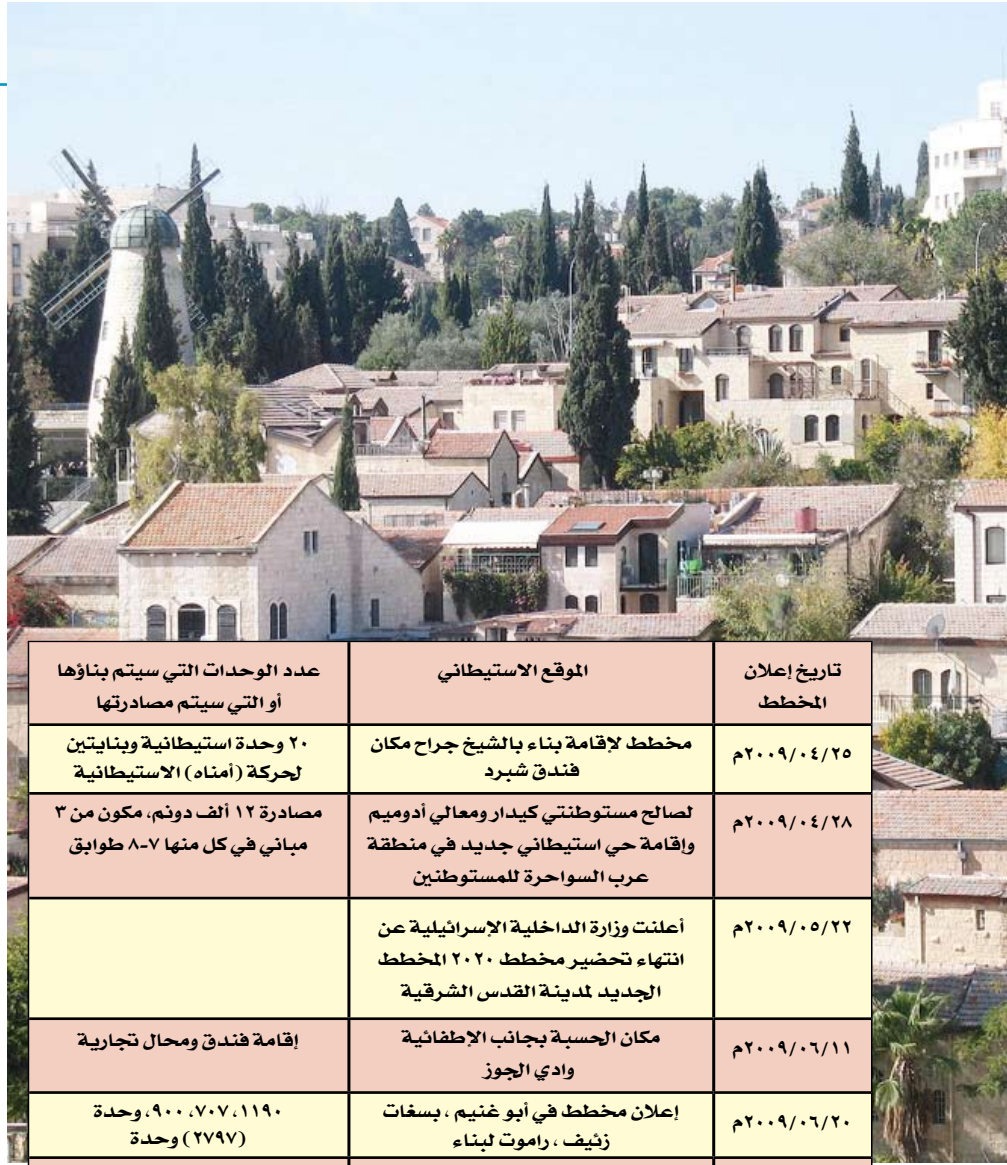 تاريخ إعلان
المخطط
الموقع الاستيطاني
عدد الوحدات التي سيتم بناؤها
أو التي سيتم مصادرتها
٢٠٠٩/٠٤/٢٥م
مخطط لإقامة بناء بالشيخ جراح مكان
فندق شبرد
٢٠ وحدة استيطانية وبنايتين
لحركة (أمناه) الاستيطانية
٢٠٠٩/٠٤/٢٨م
لصالح مستوطنتي كيدار ومعالي أدوميم
وإقامة حي استيطاني جديد في منطقة
عرب السواحرة للمستوطنين
مصادرة ١٢ ألف دونم، مكون من ٣
مباني في كل منها ٧-٨ طوابق
٢٠٠٩/٠٥/٢٢م
أعلنت وزارة الداخلية الإسرائيلية عن
انتهاء تحضير مخطط ٢٠٢٠ المخطط
الجديد لمدينة القدس الشرقية
٢٠٠٩/٠٦/١١م
مكان الحسبة بجانب الإطفائية
وادي الجوز
إقامة فندق ومحال تجارية
٢٠٠٩/٠٦/٢٠م
إعلان مخطط في أبو غنيم ، بسغات
زئيف ، راموت لبناء
١١٩٠، ٧٠٧، ٩٠٠، وحدة
(٢٧٩٧) وحدة